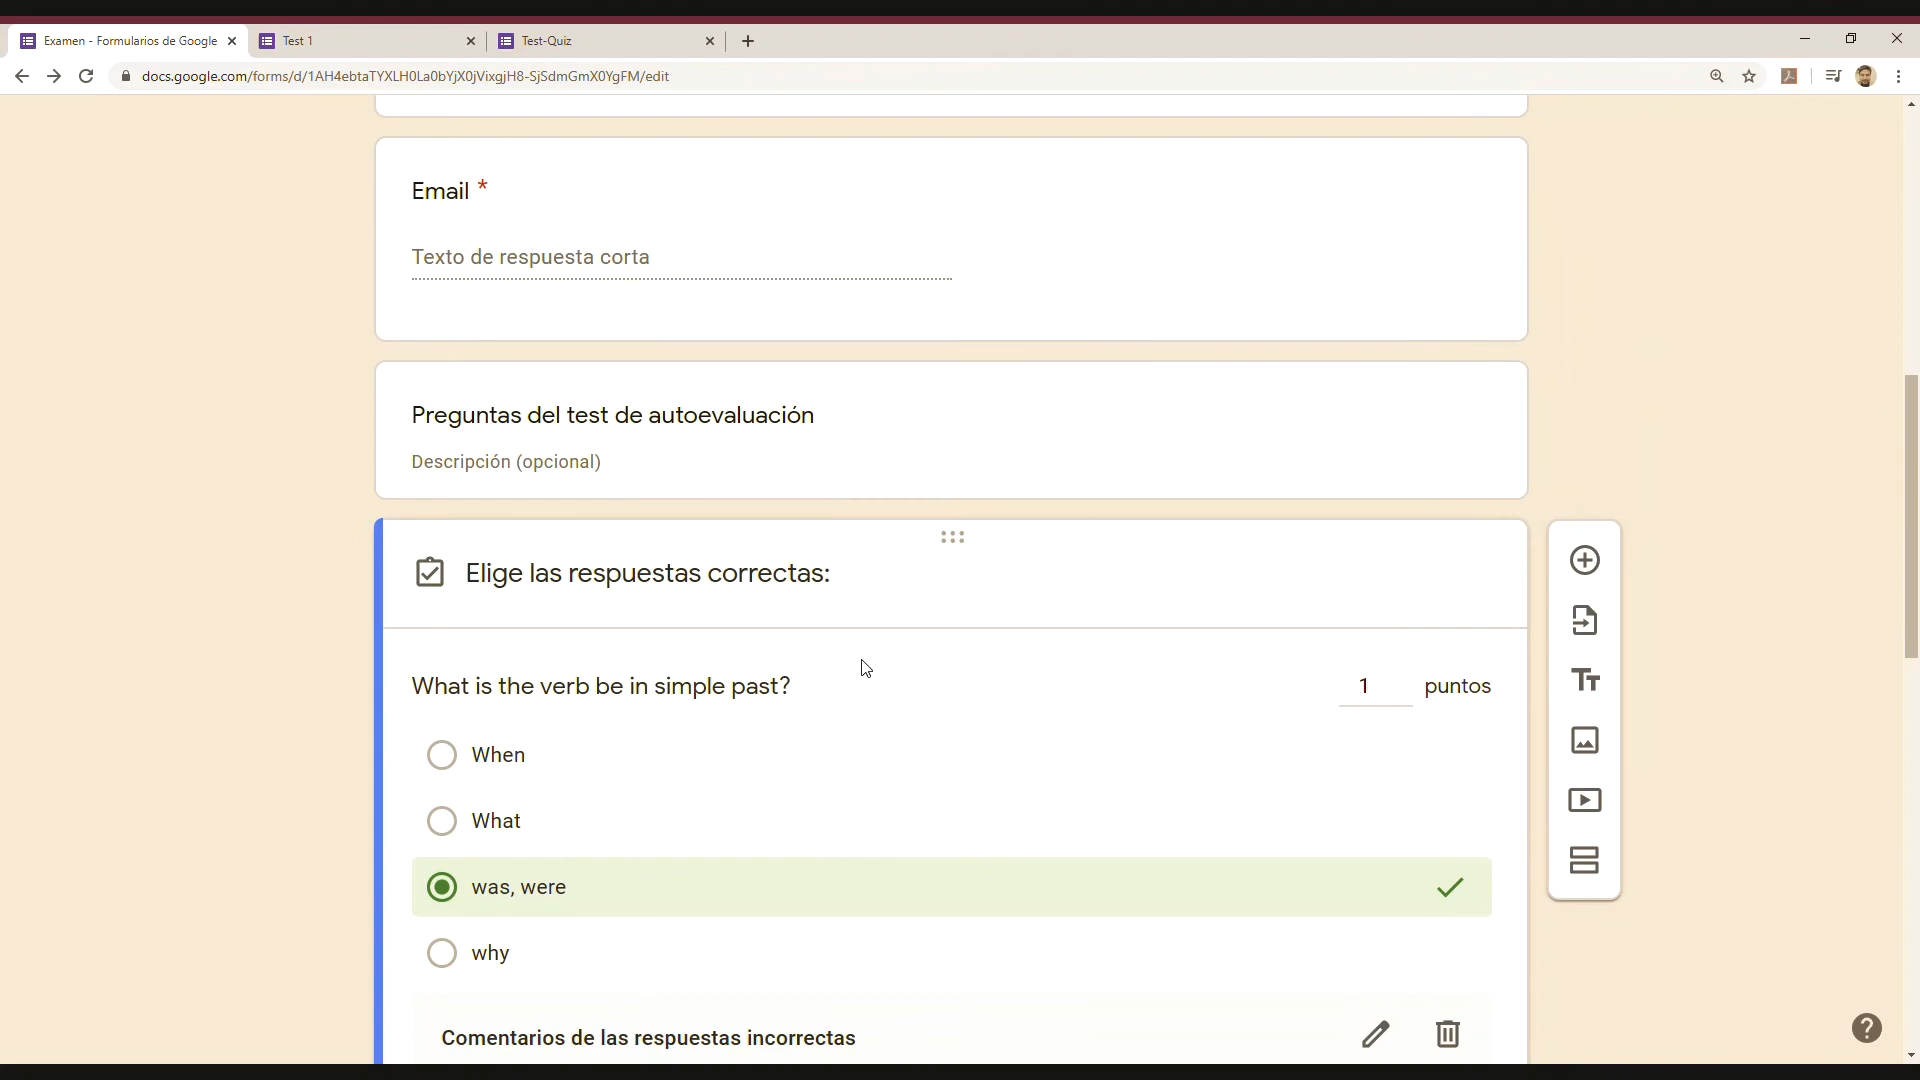 Examen - Formularios de Google
Test 1
Test-Quiz
docs.google.com/forms/d/1AH4ebtaTYXLH0La0bYjX0jVixgjH8-SjSdmGmX0YgFM/edit
Email *
Texto de respuesta corta
Preguntas del test de autoevaluación
Descripción (opcional)
Elige las respuestas correctas:
What is the verb be in simple past?
1 puntos
When
What
was, were
why
Comentarios de las respuestas incorrectas